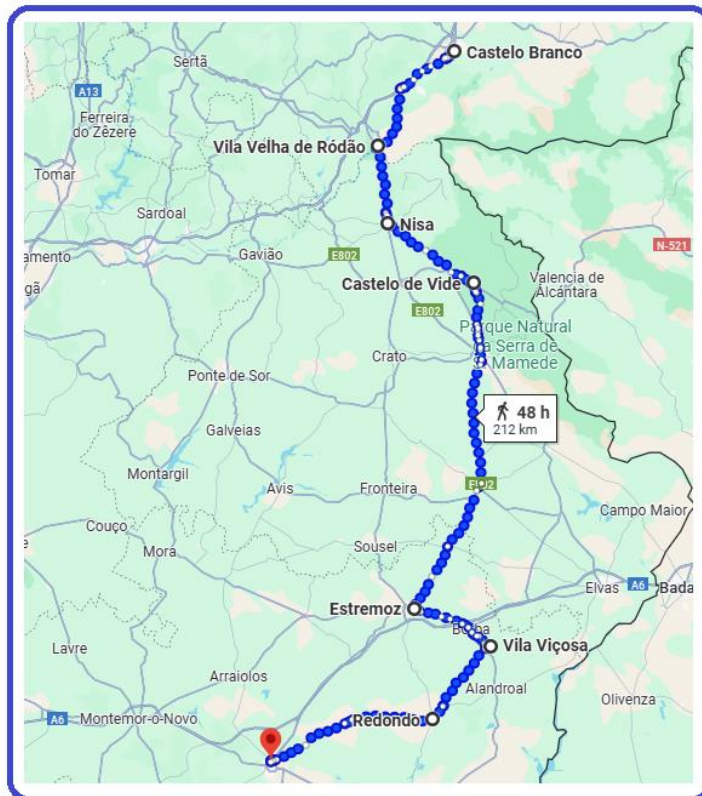 Castelo Branco
Sertã
A13
Ferreira
do Zêzere
Vila Velha de Ródão
Tomar
Sardoal
Nisa
amento
Gavião
E802
N-521
gã
Castelo de Vide
Valencia de
Alcántara
E802
Parque Natural
da Serra de
S. Mamede
Crato
Ponte de Sor
48 h
212 km
Galveias
Montargil
Avis
Fronteira
E802
Campo Maior
Couço
Mora
Sousel
Estremoz
Elvas
A6
Bada
Borba
Lavre
Vila Viçosa
Arraiolos
Alandroal
Olivenza
A6
Montemor-o-Novo
Redondo